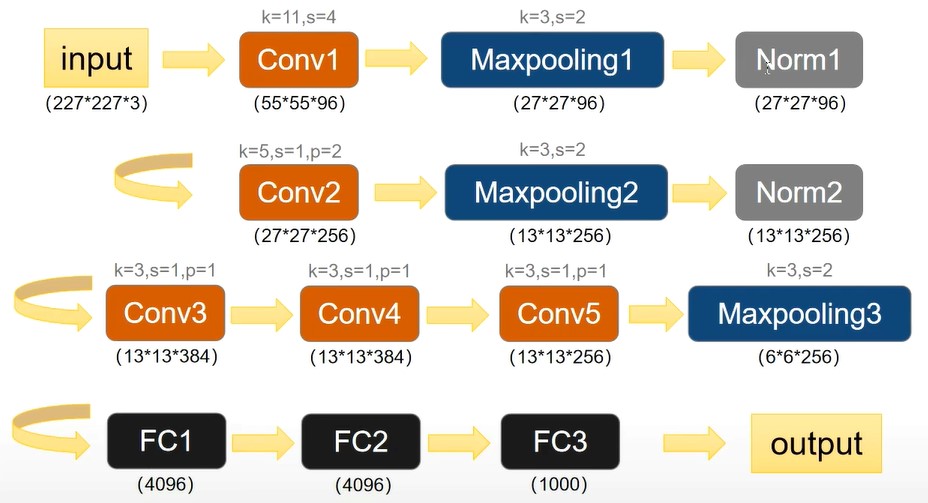 k=11,s=4 k=3,s=2
input Conv1 Maxpooling1 Norm1
(227*227*3) (55*55*96) (27*27*96) (27*27*96)
k=5,s=1,p=2 k=3,s=2
Conv2 Maxpooling2 Norm2
(27*27*256) (13*13*256) (13*13*256)
k=3,s=1,p=1 k=3,s=1,p=1 k=3,s=1,p=1 k=3,s=2
Conv3 Conv4 Conv5 Maxpooling3
(13*13*384) (13*13*384) (13*13*256) (6*6*256)
FC1 FC2 FC3 output
(4096) (4096) (1000)